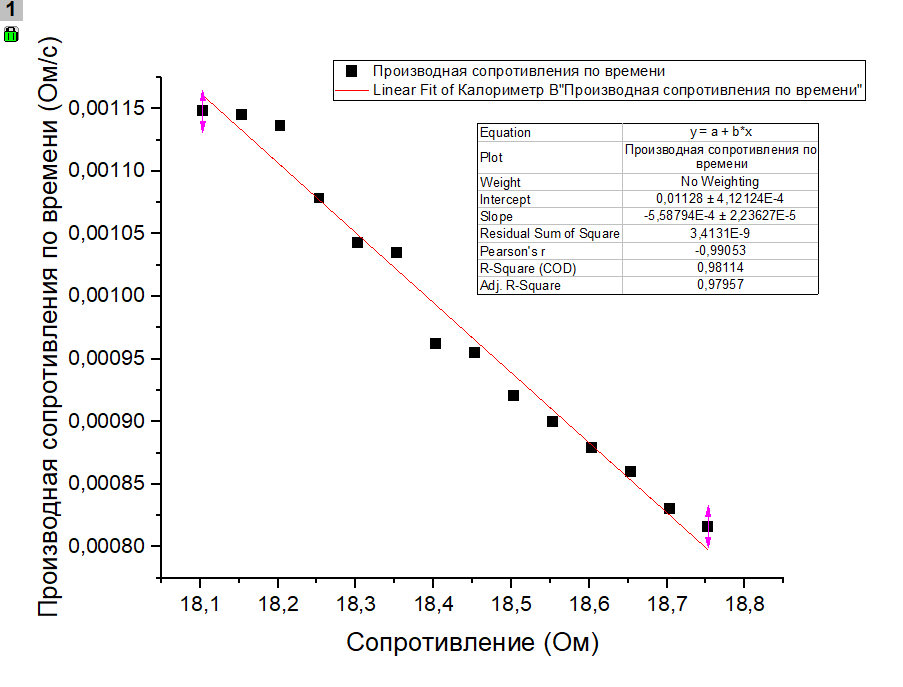 1
Производная сопротивления по времени
Linear Fit of Калориметр B"Производная сопротивления по времени"
Equation y = a + b*x
Plot Производная сопротивления по
времени
Weight No Weighting
Intercept 0,01128 ± 4,12124E-4
Slope -5,58794E-4 ± 2,23627E-5
Residual Sum of Square 3,4131E-9
Pearson's r -0,99053
R-Square (COD) 0,98114
Adj. R-Square 0,97957
Производная сопротивления по времени (Ом/с)
0,00115
0,00110
0,00105
0,00100
0,00095
0,00090
0,00085
0,00080
18,1 18,2 18,3 18,4 18,5 18,6 18,7 18,8
Сопротивление (Ом)